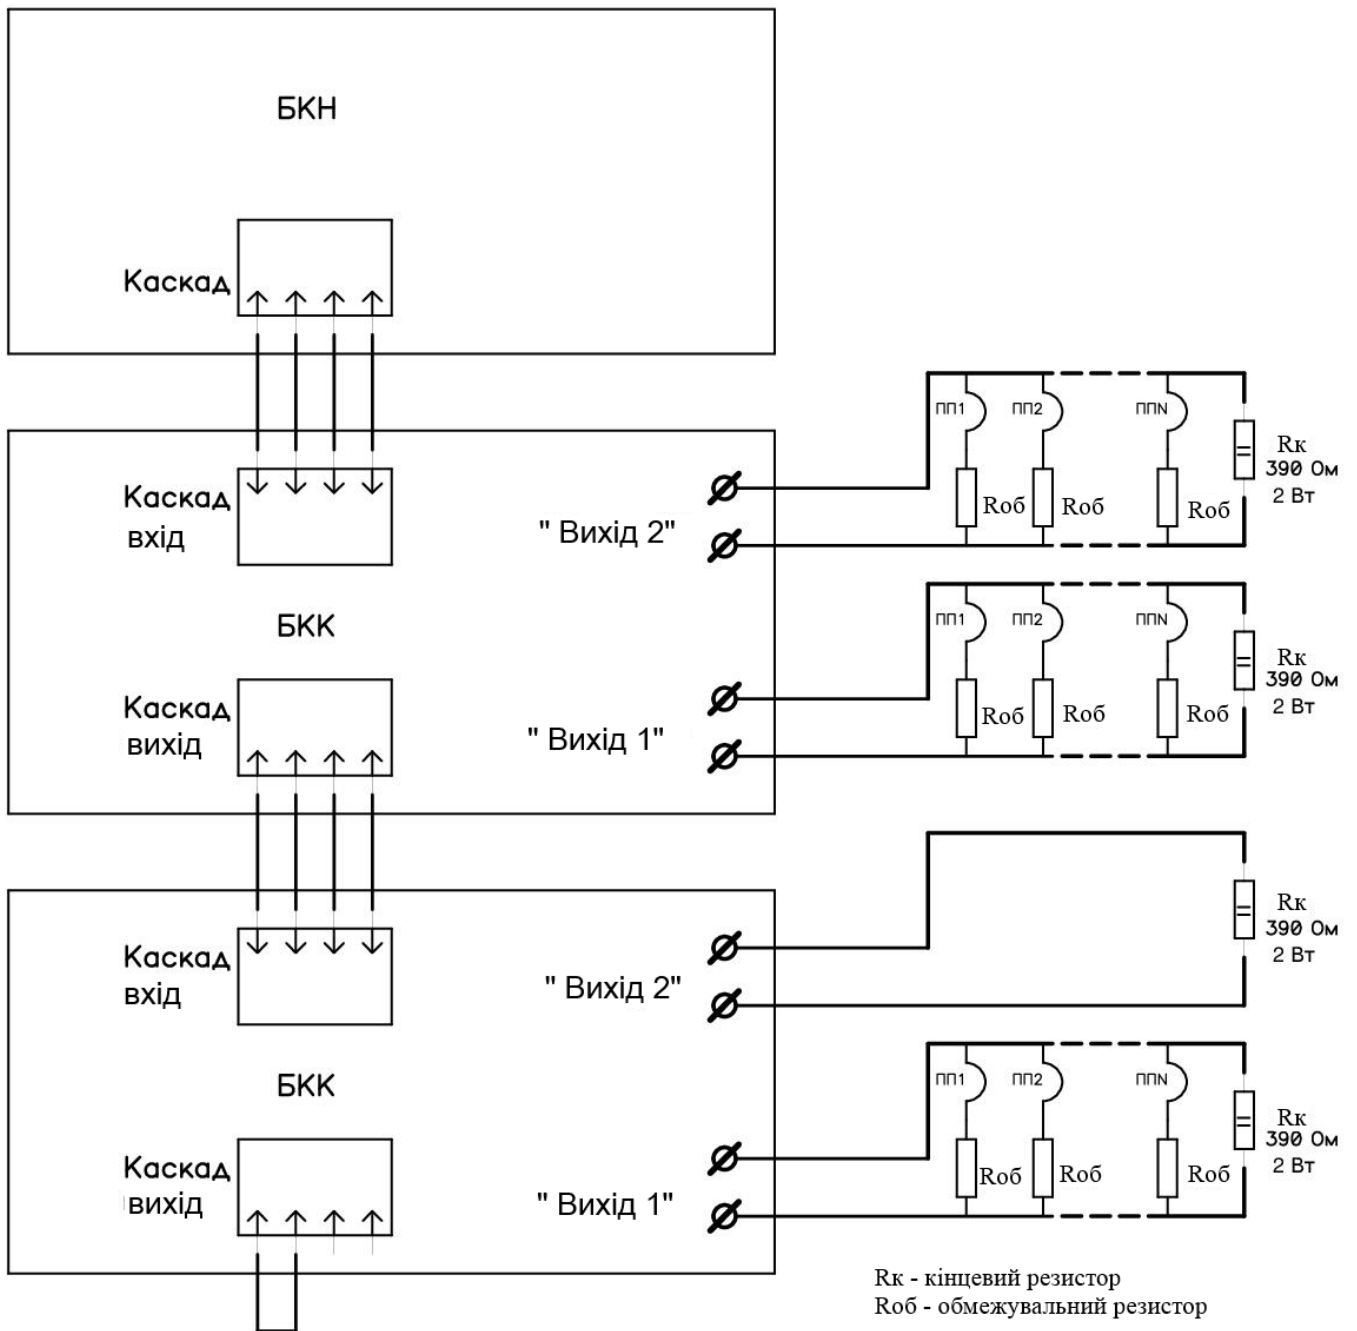 БКН
Каскад
ПП1 ПП2 ППN
Rк
390 Ом
2 Вт
Rоб Rоб Rоб
Каскад
вхід
" Вихід 2"
БКК
ПП1 ПП2 ППN
Rк
390 Ом
2 Вт
Rоб Rоб Rоб
Каскад
вихід
" Вихід 1"
Rк
390 Ом
2 Вт
Каскад
вхід
" Вихід 2"
БКК
ПП1 ПП2 ППN
Rк
390 Ом
2 Вт
Rоб Rоб Rоб
Каскад
вихід
" Вихід 1"
Rк - кінцевий резистор
Rоб - обмежувальний резистор